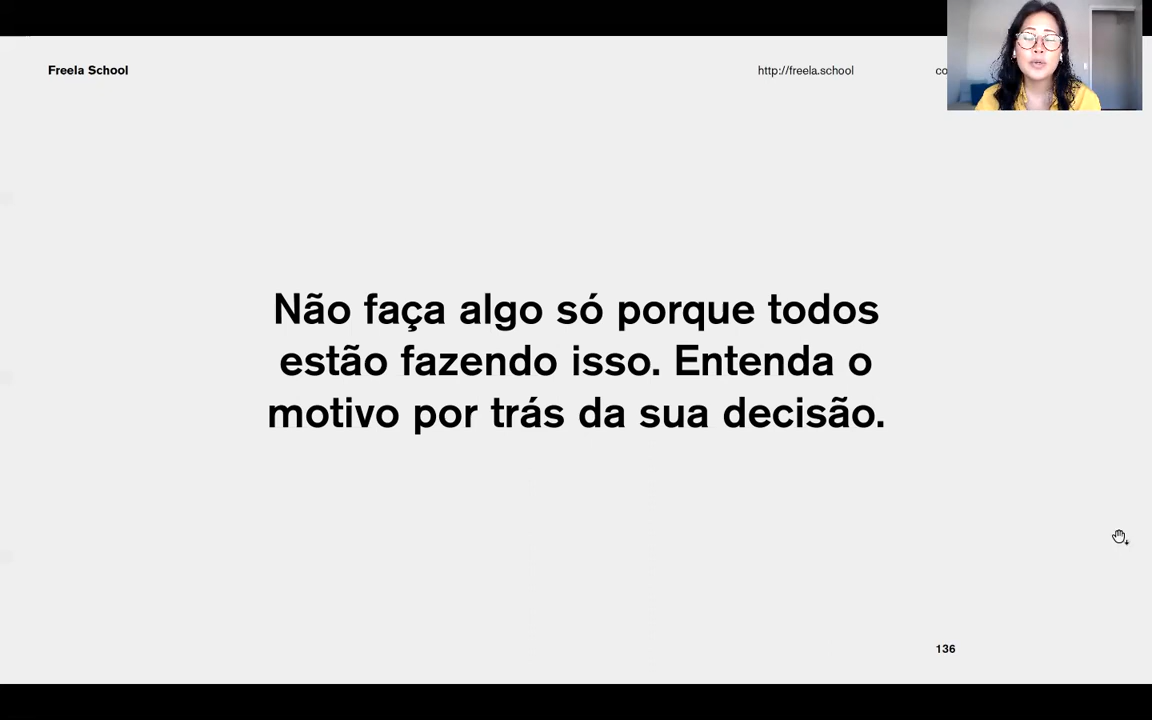 Freela School
http://freela.school
Não faça algo só porque todos
estão fazendo isso. Entenda o
motivo por trás da sua decisão.
136